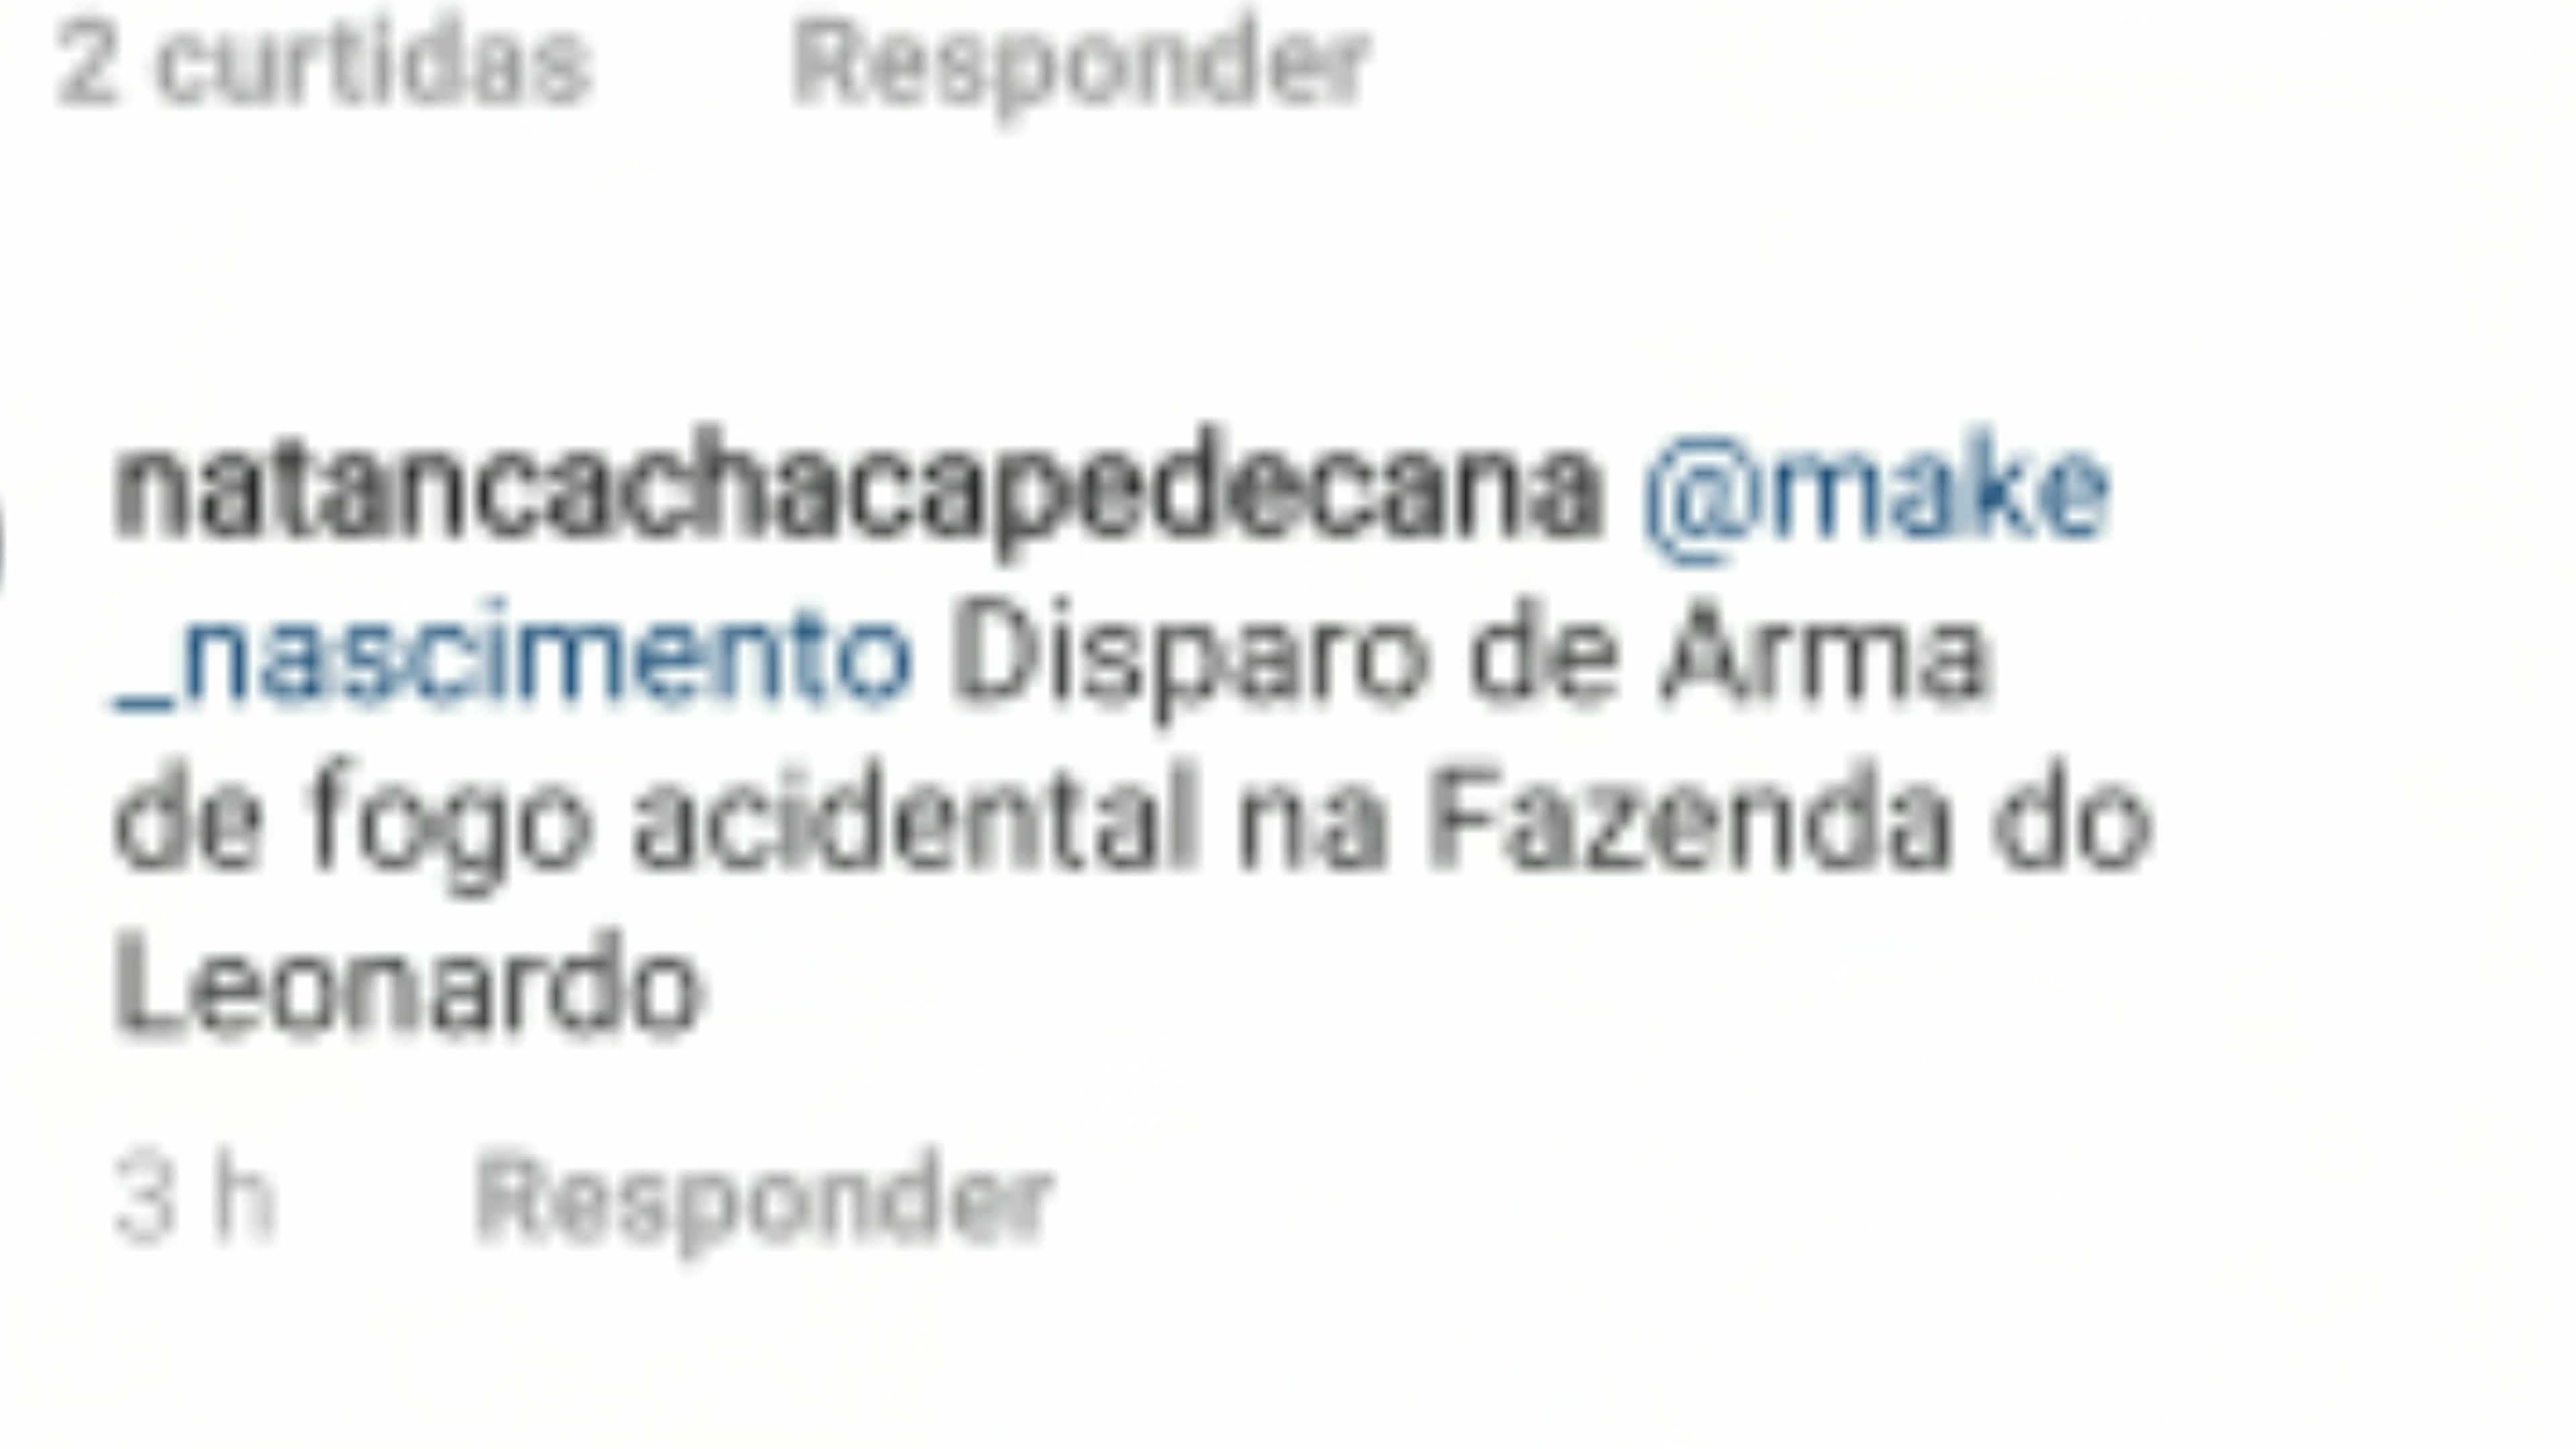 2 curtidas Responder
natancachacapedecana @make
_nascimento Disparo de Arma
de fogo acidental na Fazenda do
Leonardo
3 h Responder